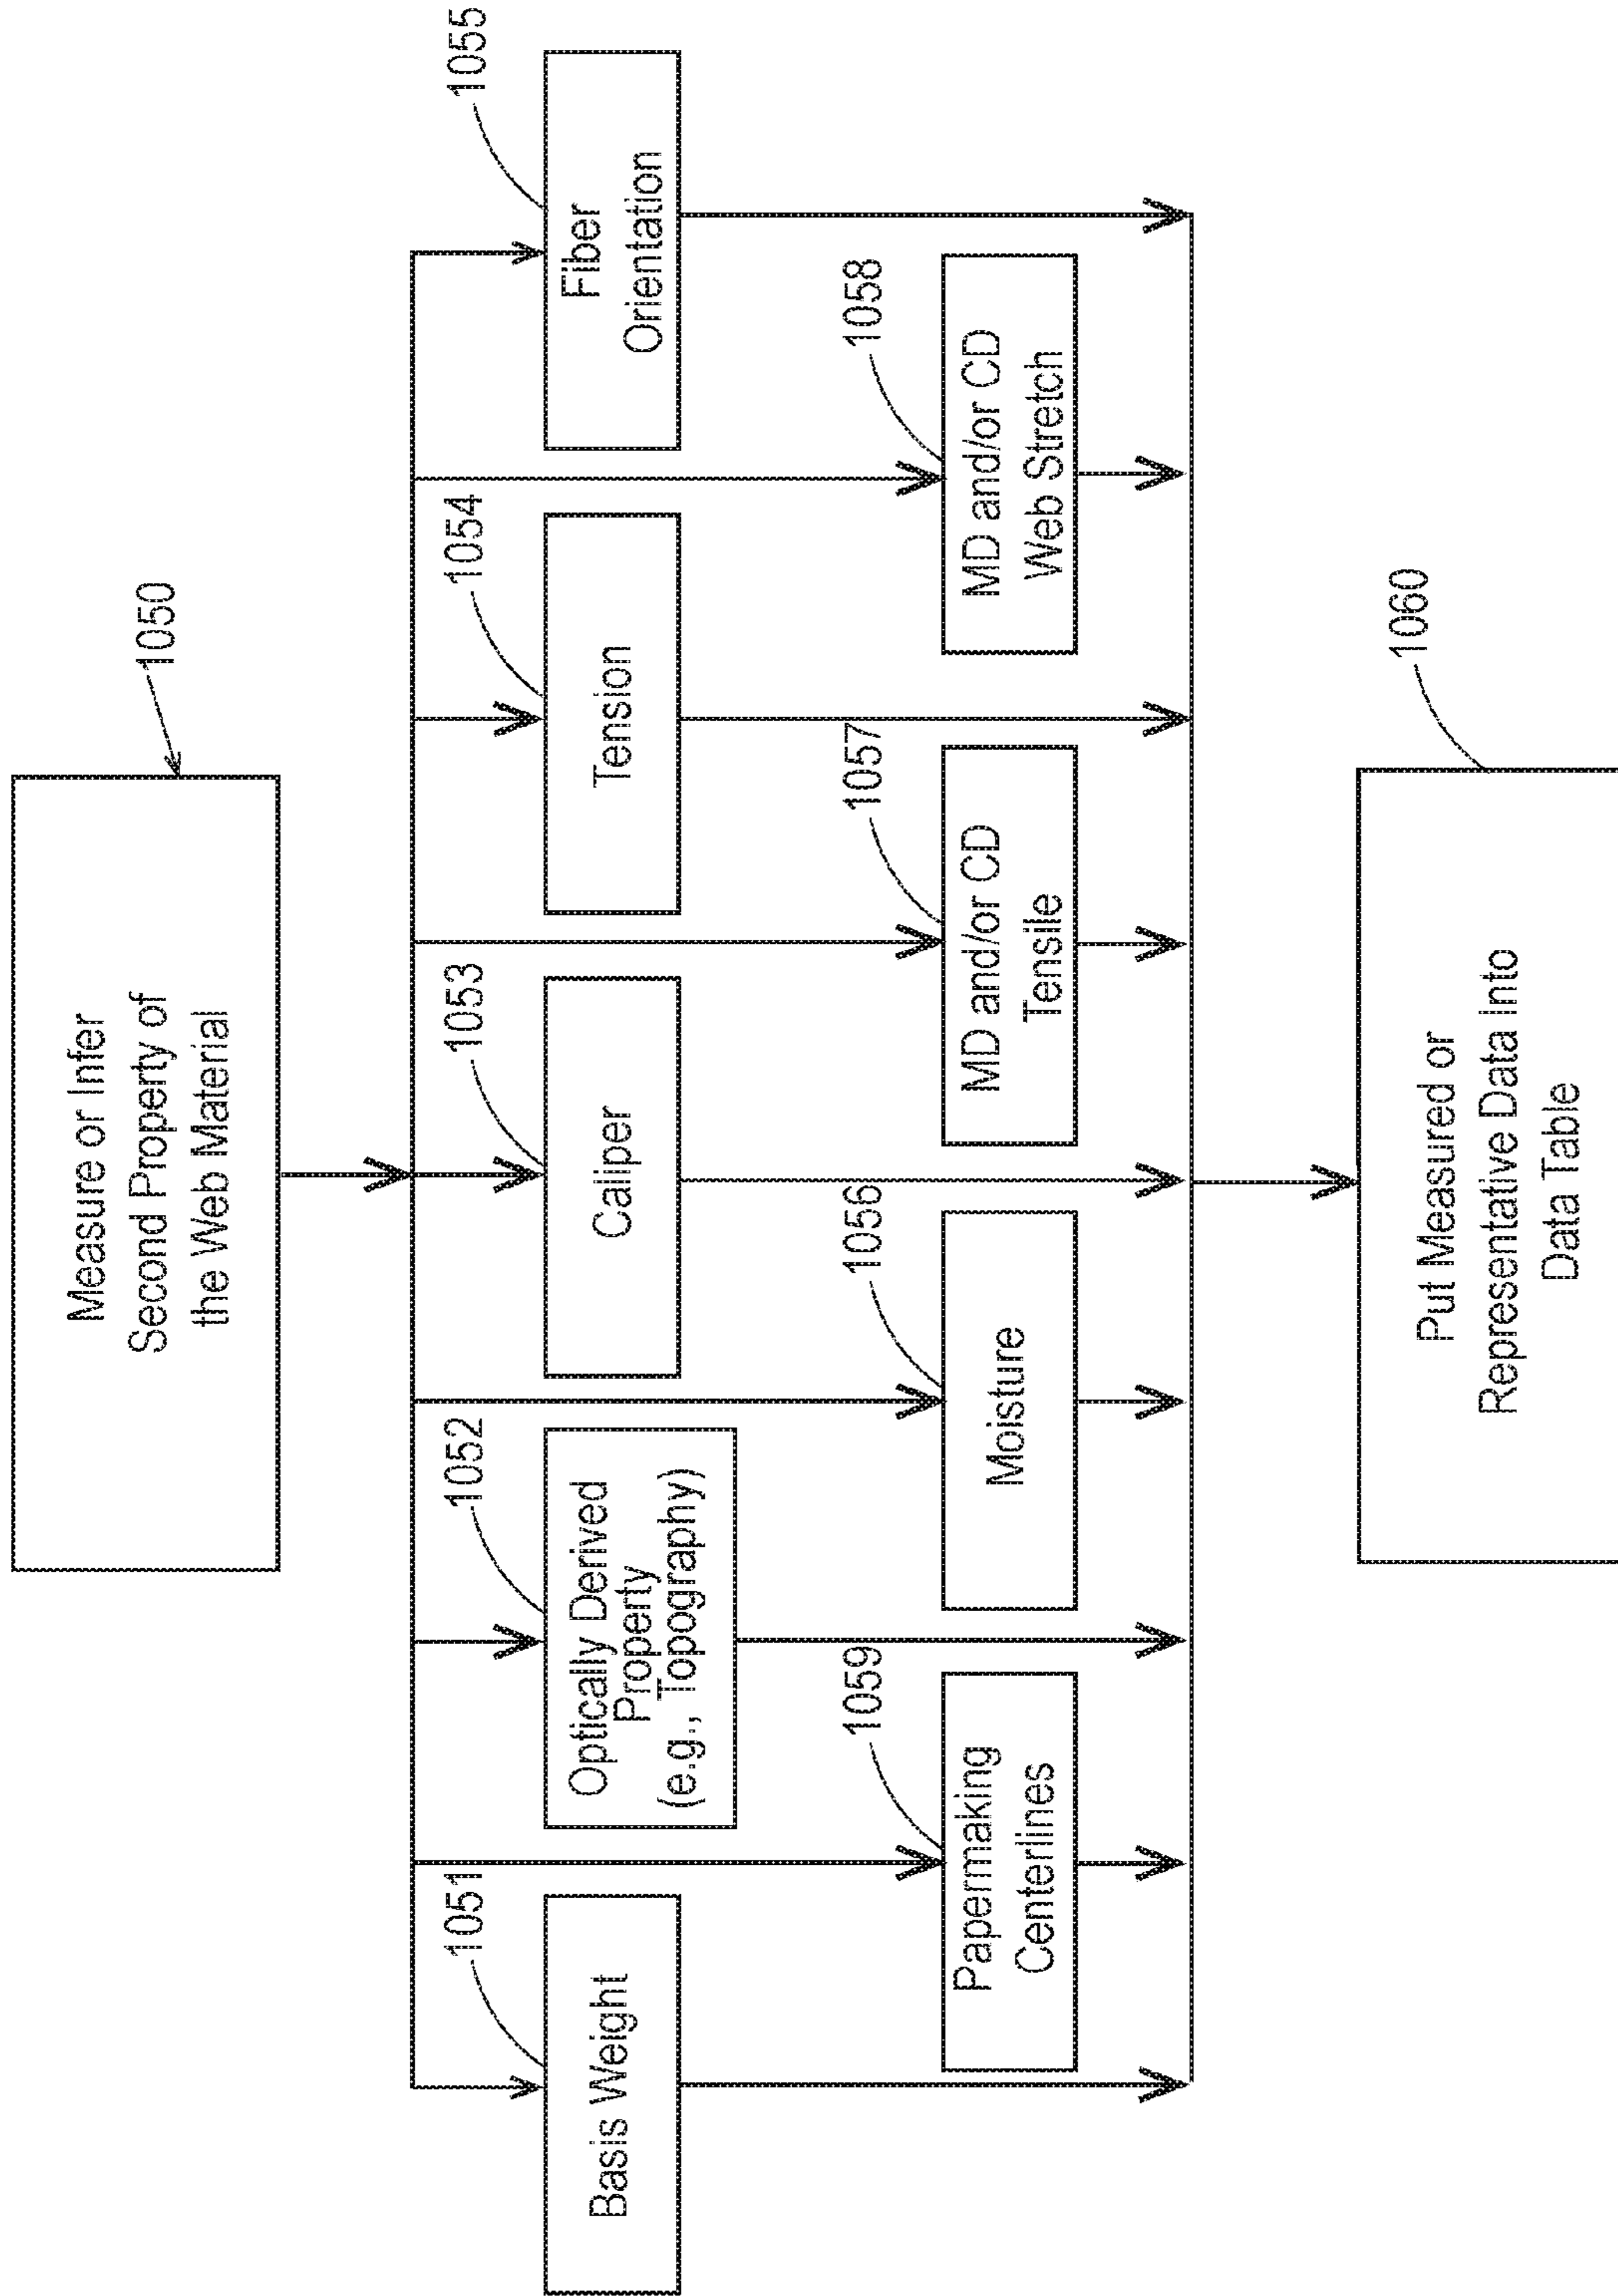 Measure or Infer
Second Property of
the Web Material
1050
1051
Basis Weight
1052
Optically Derived
Property
(e.g., Topography)
1053
Caliper
1054
Tension
1055
Fiber
Orientation
1059
Papermaking
Centerlines
1056
Moisture
1057
MD and/or CD
Tensile
1058
MD and/or CD
Web Stretch
1060
Put Measured or
Representative Data into
Data Table